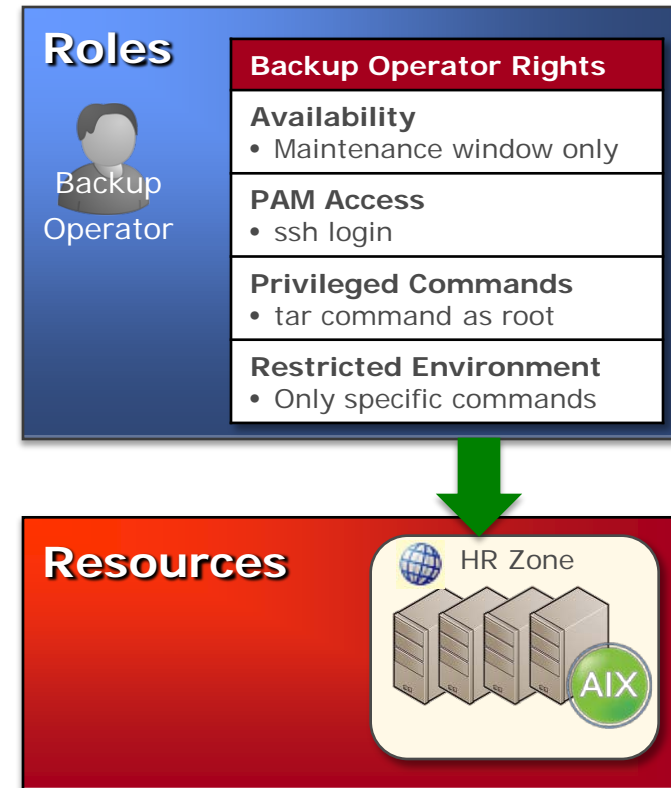 Roles
Backup
Operator
Backup Operator Rights
Availability
• Maintenance window only
PAM Access
• ssh login
Privileged Commands
• tar command as root
Restricted Environment
• Only specific commands
Resources
HR Zone
AIX